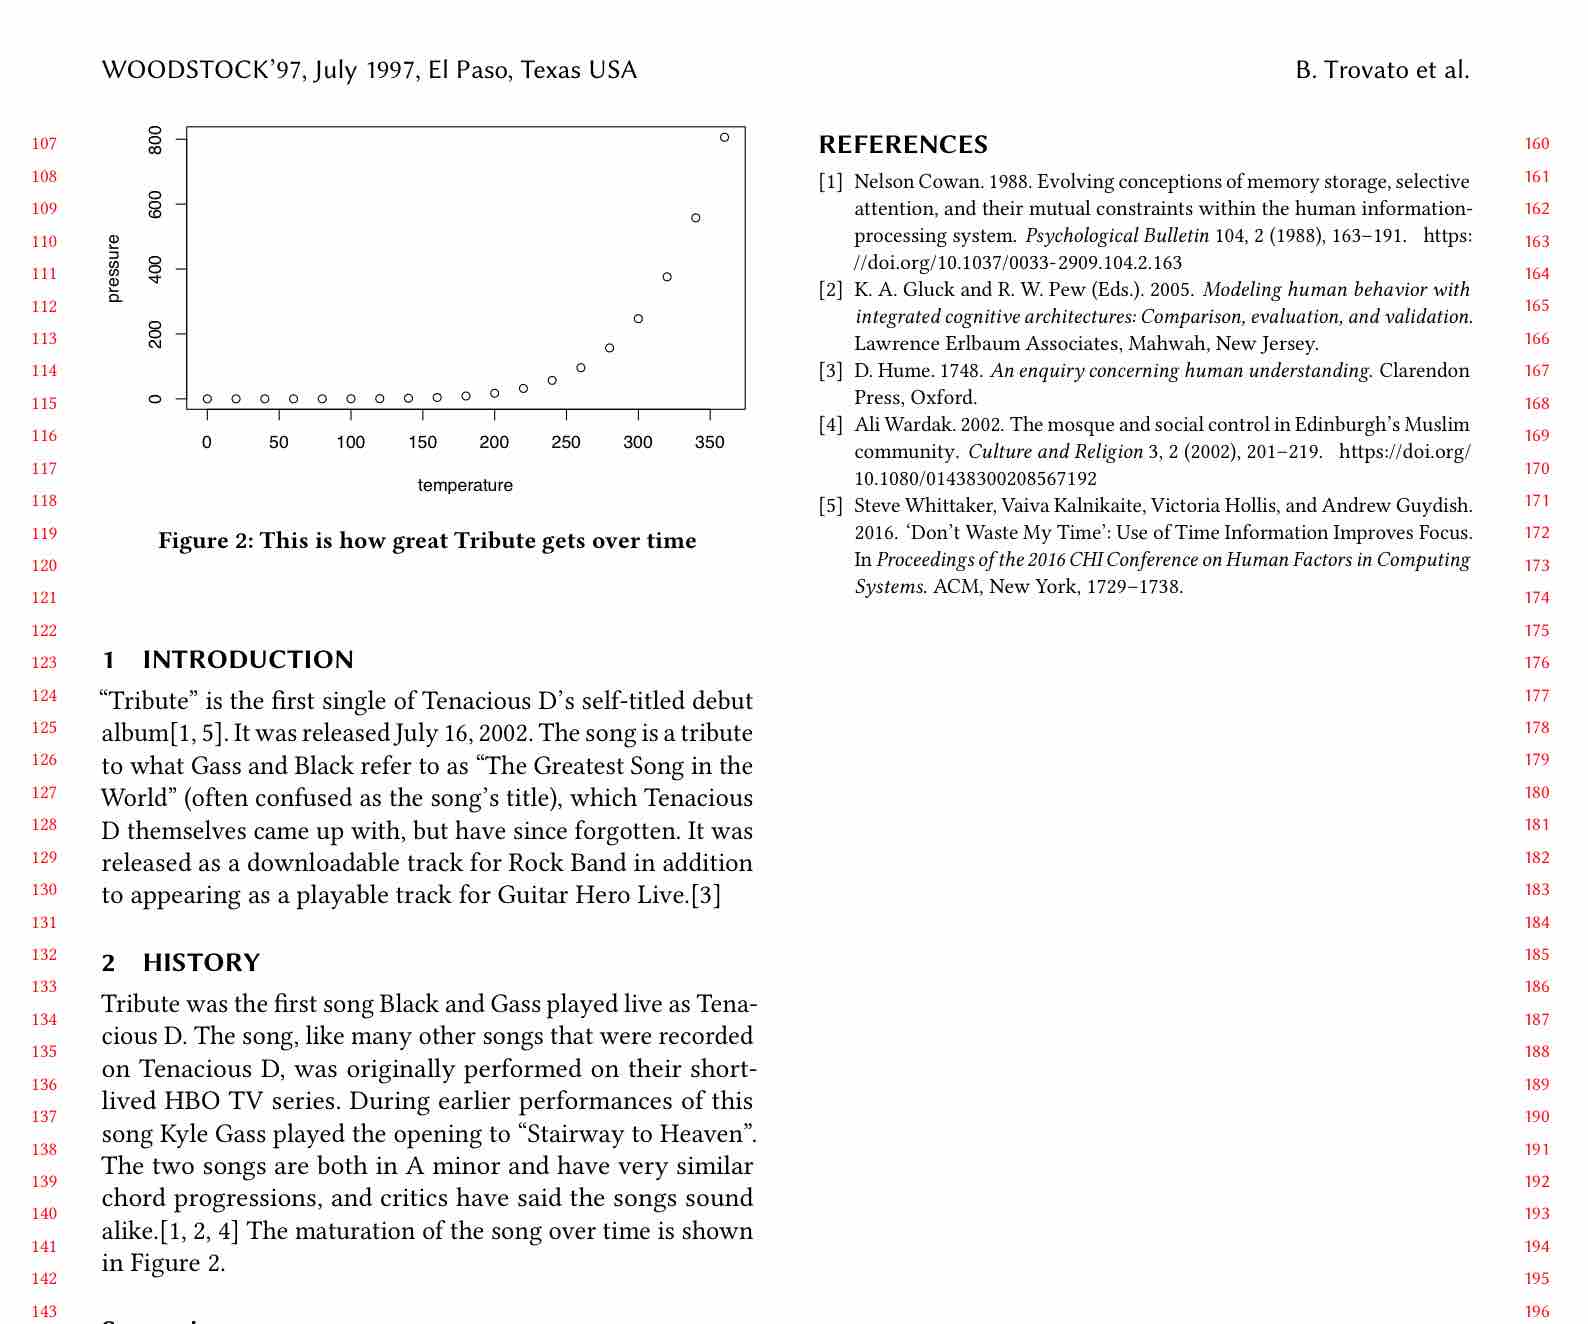 WOODSTOCK’97, July 1997, El Paso, Texas USA
B. Trovato et al.
107
108
109
110
111
112
113
114
115
116
117
118
119
120
121
122
123
124
125
126
127
128
129
130
131
132
133
134
135
136
137
138
139
140
141
142
143
pressure
800
600
400
200
0
0 50 100 150 200 250 300 350
temperature
Figure 2: This is how great Tribute gets over time
1 INTRODUCTION
“Tribute” is the first single of Tenacious D’s self-titled debut
album[1, 5]. It was released July 16, 2002. The song is a tribute
to what Gass and Black refer to as “The Greatest Song in the
World” (often confused as the song’s title), which Tenacious
D themselves came up with, but have since forgotten. It was
released as a downloadable track for Rock Band in addition
to appearing as a playable track for Guitar Hero Live.[3]
2 HISTORY
Tribute was the first song Black and Gass played live as Tena-
cious D. The song, like many other songs that were recorded
on Tenacious D, was originally performed on their short-
lived HBO TV series. During earlier performances of this
song Kyle Gass played the opening to “Stairway to Heaven”.
The two songs are both in A minor and have very similar
chord progressions, and critics have said the songs sound
alike.[1, 2, 4] The maturation of the song over time is shown
in Figure 2.
REFERENCES
[1] Nelson Cowan. 1988. Evolving conceptions of memory storage, selective
attention, and their mutual constraints within the human information-
processing system. Psychological Bulletin 104, 2 (1988), 163–191. https:
//doi.org/10.1037/0033-2909.104.2.163
[2] K. A. Gluck and R. W. Pew (Eds.). 2005. Modeling human behavior with
integrated cognitive architectures: Comparison, evaluation, and validation.
Lawrence Erlbaum Associates, Mahwah, New Jersey.
[3] D. Hume. 1748. An enquiry concerning human understanding. Clarendon
Press, Oxford.
[4] Ali Wardak. 2002. The mosque and social control in Edinburgh’s Muslim
community. Culture and Religion 3, 2 (2002), 201–219. https://doi.org/
10.1080/01438300208567192
[5] Steve Whittaker, Vaiva Kalnikaite, Victoria Hollis, and Andrew Guydish.
2016. ‘Don’t Waste My Time’: Use of Time Information Improves Focus.
In Proceedings of the 2016 CHI Conference on Human Factors in Computing
Systems. ACM, New York, 1729–1738.
160
161
162
163
164
165
166
167
168
169
170
171
172
173
174
175
176
177
178
179
180
181
182
183
184
185
186
187
188
189
190
191
192
193
194
195
196